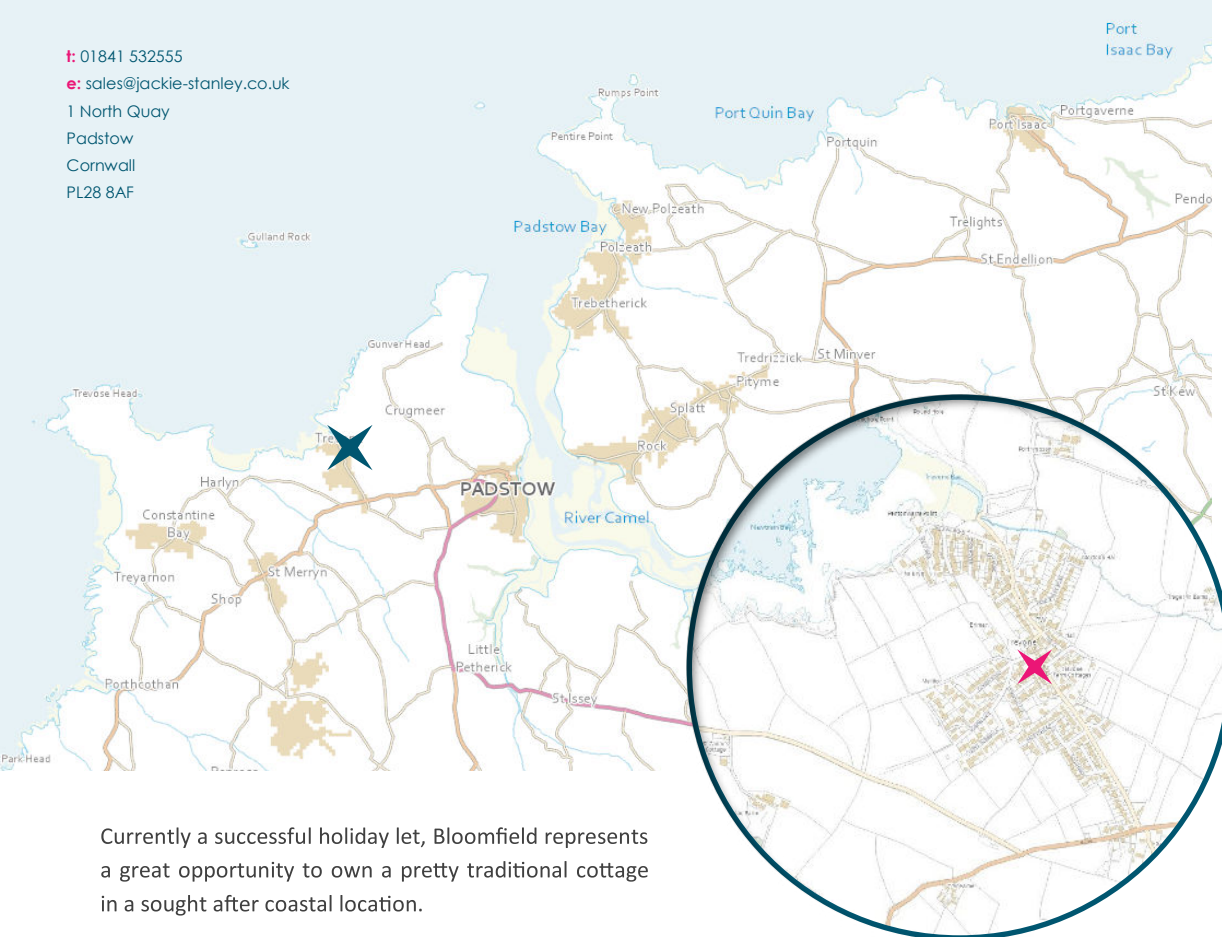 t: 01841 532555
e: sales@jackie-stanley.co.uk
1 North Quay
Padstow
Cornwall
PL28 8AF
Port
Isaac Bay
Rumps Point
Port Quin Bay
Portgaverne
Port Isaac
Pentire Point
Portquin
Pendo
New Polzeath
Trelights
Padstow Bay
Gulland Rock
Polzeath
St Endellion
Trebetherick
Gunver Head
Tredrizzick
St Minver
Pityme
St Kew
Trevose Head
Crugmeer
Splatt
Tre
Rock
Harlyn
PADSTOW
River Camel
Constantine
Bay
Treyarnon
St Merryn
Shop
Trevone
Little
Petherick
Porthcothan
St Issey
Park Head
Currently a successful holiday let, Bloomfield represents
a great opportunity to own a pretty traditional cottage
in a sought after coastal location.